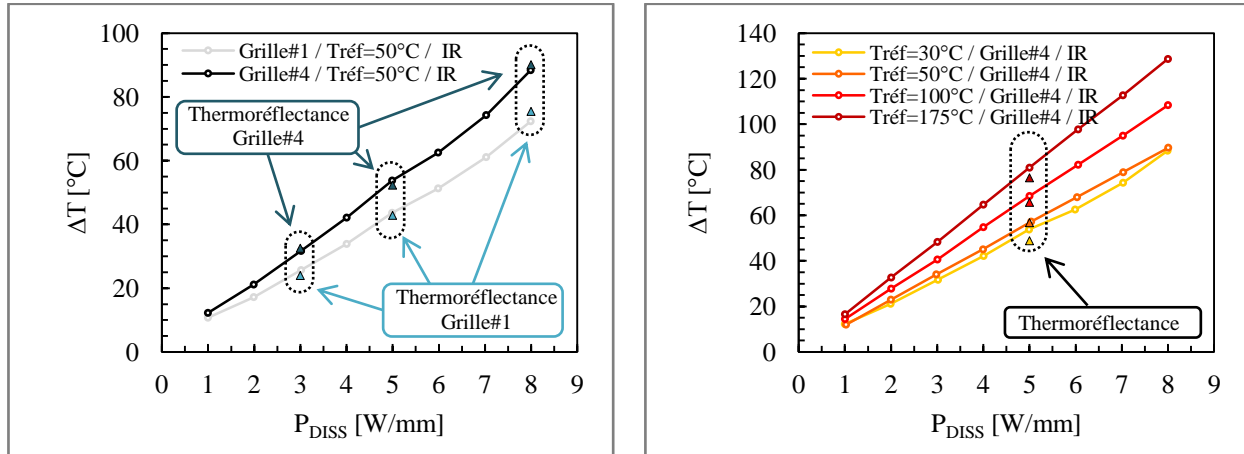 100
80
60
40
20
0
ΔT [°C]
Grille#1 / Tréf=50°C / IR
Grille#4 / Tréf=50°C / IR
Thermoréflectance
Grille#4
Thermoréflectance
Grille#1
0 1 2 3 4 5 6 7 8 9
P_DISS [W/mm]
140
120
100
80
60
40
20
0
ΔT [°C]
Tréf=30°C / Grille#4 / IR
Tréf=50°C / Grille#4 / IR
Tréf=100°C / Grille#4 / IR
Tréf=175°C / Grille#4 / IR
Thermoréflectance
0 1 2 3 4 5 6 7 8 9
P_DISS [W/mm]